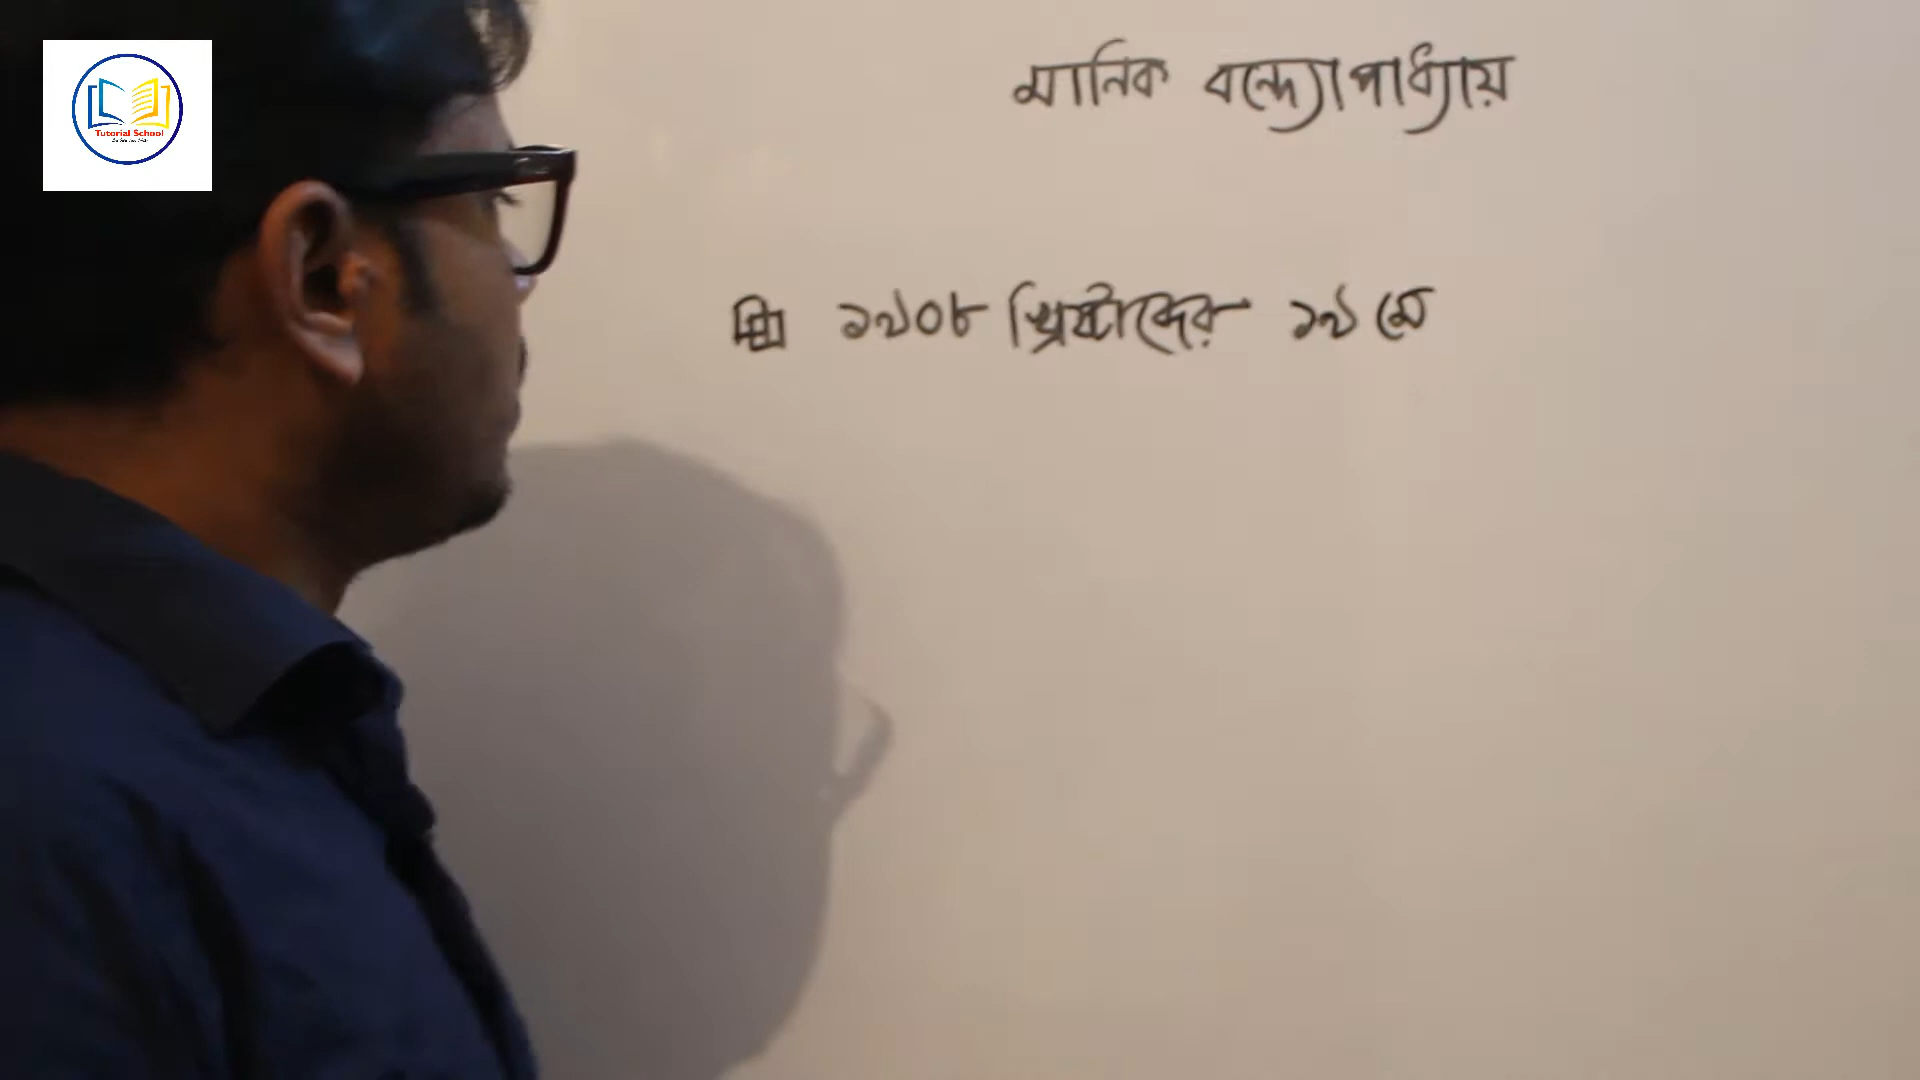 Tutorial School
মানিক বন্দ্যোপাধ্যায়
১৯০৮ খ্রিষ্টাব্দের ১৯ মে